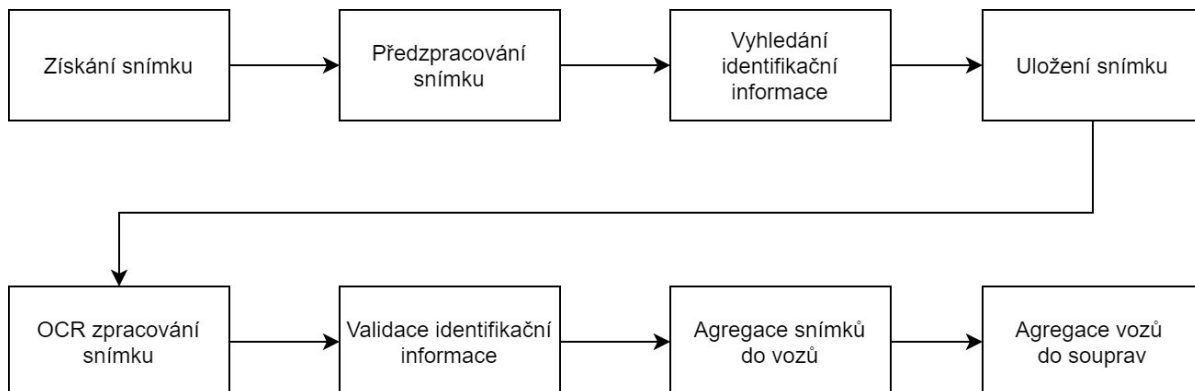 Získání snímku
Předzpracování
snímku
Vyhledání
identifikační
informace
Uložení snímku
OCR zpracování
snímku
Validace identifikační
informace
Agregace snímků
do vozů
Agregace vozů
do souprav